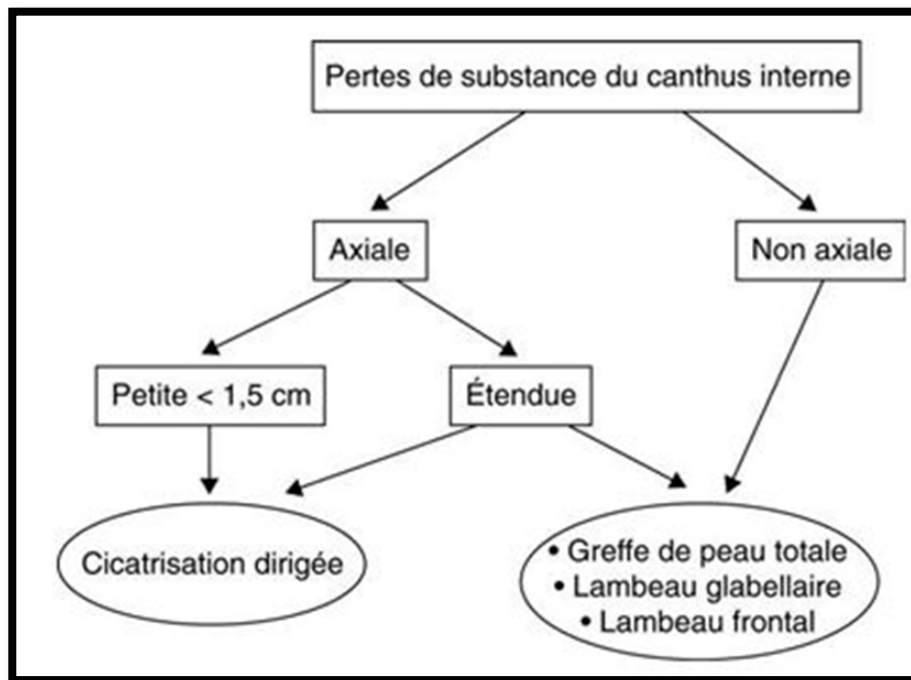 Pertes de substance du canthus interne
Axiale
Non axiale
Petite < 1,5 cm
Étendue
Cicatrisation dirigée
• Greffe de peau totale
• Lambeau glabellaire
• Lambeau frontal